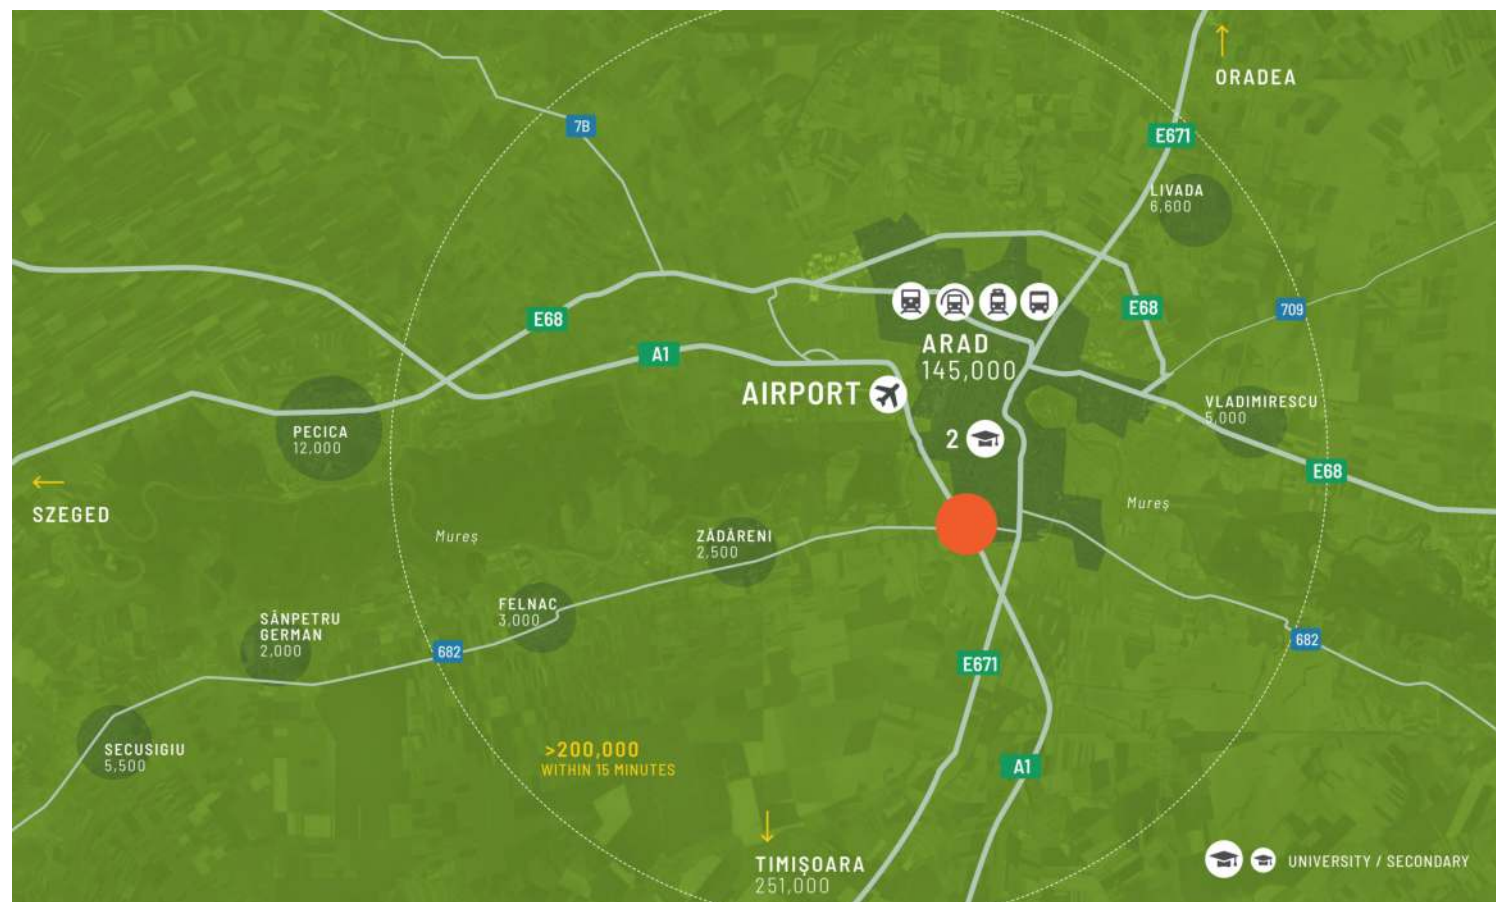 ORADEA
7B
E671
LIVADA
6,600
E68
E68
709
A1
ARAD
145,000
AIRPORT
VLADIMIRESCU
5,000
PECICA
12,000
2
E68
SZEGED
Mureș
Mureș
ZĂDĂRENI
2,500
FELNAC
3,000
SÂNPETRU
GERMAN
2,000
682
682
E671
SECUSIGIU
5,500
>200,000
WITHIN 15 MINUTES
A1
TIMIȘOARA
251,000
UNIVERSITY / SECONDARY